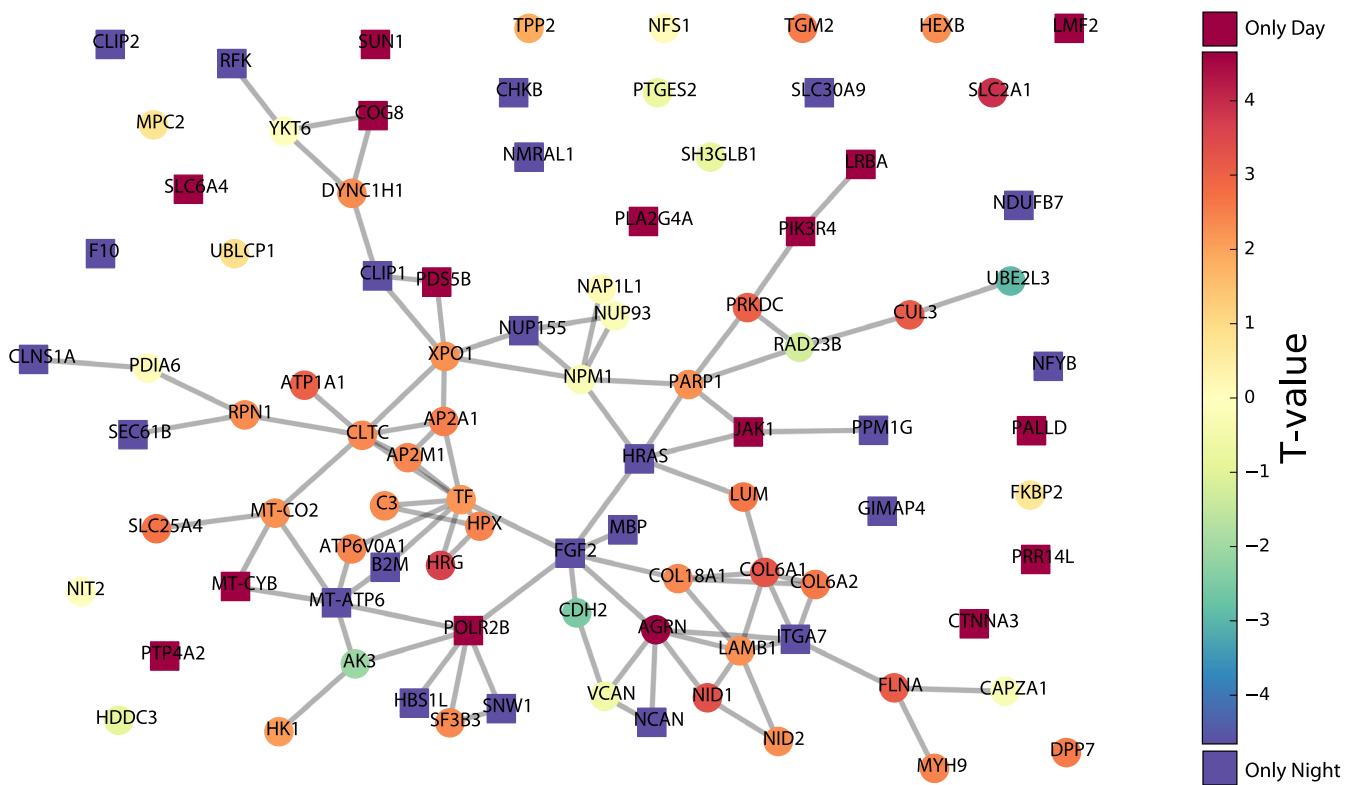 TPP2
NFS1
TGM2
HEXB
LMF2
Only Day
CLIP2
SUN1
RFK
CHKB
PTGES2
SLC30A9
SLC2A1
4
COG8
MPC2
YKT6
NMRAL1
SH3GLB1
LRBA
3
SLC6A4
DYNC1H1
NDUFB7
PLA2G4A
PIK3R4
2
F10
UBLCP1
CLIP1
PDS5B
NAP1L1
UBE2L3
PRKDC
CUL3
NUP93
1
NUP155
RAD23B
CLNS1A
PDIA6
XPO1
NFYB
ATP1A1
NPM1
PARP1
0
T-value
RPN1
AP2A1
SEC61B
CLTC
JAK1
PPM1G
PALLD
AP2M1
HRAS
−1
LUM
FKBP2
C3
TF
MT-CO2
GIMAP4
SLC25A4
HPX
MBP
−2
ATP6V0A1
FGF2
PRR14L
B2M
HRG
COL18A1
COL6A1
COL6A2
NIT2
MT-CYB
MT-ATP6
CDH2
−3
POLR2B
AGRN
ITGA7
CTNNA3
PTP4A2
AK3
LAMB1
FLNA
CAPZA1
VCAN
NID1
−4
HBS1L
SNW1
HDDC3
SF3B3
NCAN
HK1
NID2
DPP7
MYH9
Only Night